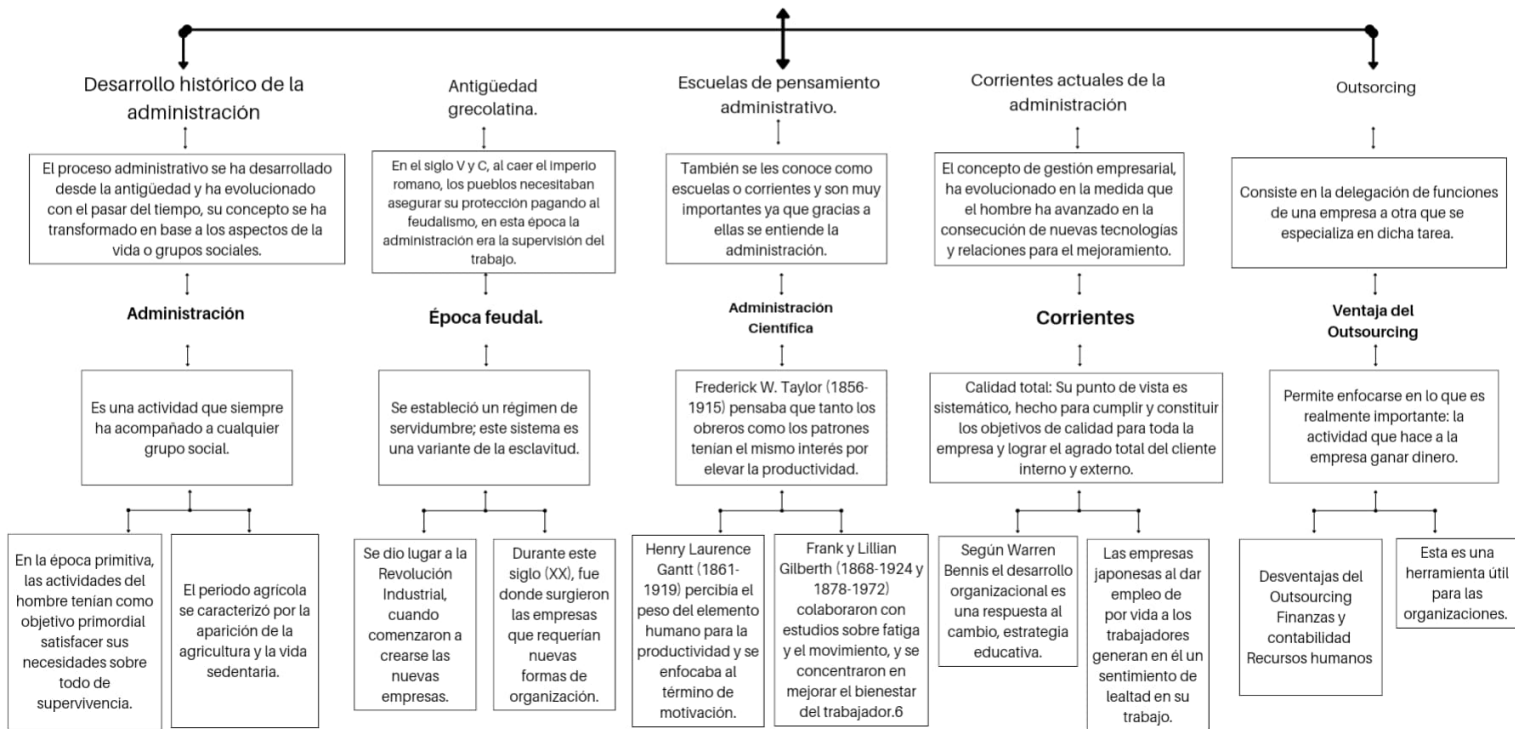 Desarrollo histórico de la
administración
El proceso administrativo se ha desarrollado
desde la antigüedad y ha evolucionado
con el pasar del tiempo, su concepto se ha
transformado en base a los aspectos de la
vida o grupos sociales.
Administración
Es una actividad que siempre
ha acompañado a cualquier
grupo social.
En la época primitiva,
las actividades del
hombre tenían como
objetivo primordial
satisfacer sus
necesidades sobre
todo de
supervivencia.
El periodo agrícola
se caracterizó por la
aparición de la
agricultura y la vida
sedentaria.
Antigüedad
grecolatina.
En el siglo V y C, al caer el imperio
romano, los pueblos necesitaban
asegurar su protección pagando al
feudalismo, en esta época la
administración era la supervisión del
trabajo.
Época feudal.
Se estableció un régimen de
servidumbre; este sistema es
una variante de la esclavitud.
Se dio lugar a la
Revolución
Industrial,
cuando
comenzaron a
crearse las
nuevas
empresas.
Durante este
siglo (XX), fue
donde surgieron
las empresas
que requerían
nuevas
formas de
organización.
Escuelas de pensamiento
administrativo.
También se les conoce como
escuelas o corrientes y son muy
importantes ya que gracias a
ellas se entiende la
administración.
Administración
Científica
Frederick W. Taylor (1856-
1915) pensaba que tanto los
obreros como los patrones
tenían el mismo interés por
elevar la productividad.
Henry Laurence
Gantt (1861-
1919) percibía el
peso del elemento
humano para la
productividad y se
enfocaba al
término de
motivación.
Frank y Lillian
Gilberth (1868-1924 y
1878-1972)
colaboraron con
estudios sobre fatiga
y el movimiento, y se
concentraron en
mejorar el bienestar
del trabajador.6
Corrientes actuales de la
administración
El concepto de gestión empresarial,
ha evolucionado en la medida que
el hombre ha avanzado en la
consecución de nuevas tecnologías
y relaciones para el mejoramiento.
Corrientes
Calidad total: Su punto de vista es
sistemático, hecho para cumplir y constituir
los objetivos de calidad para toda la
empresa y lograr el agrado total del cliente
interno y externo.
Según Warren
Bennis el desarrollo
organizacional es
una respuesta al
cambio, estrategia
educativa.
Las empresas
japonesas al dar
empleo de
por vida a los
trabajadores
generan en él un
sentimiento de
lealtad en su
trabajo.
Outsorcing
Consiste en la delegación de funciones
de una empresa a otra que se
especializa en dicha tarea.
Ventaja del
Outsourcing
Permite enfocarse en lo que es
realmente importante: la
actividad que hace a la
empresa ganar dinero.
Desventajas del
Outsourcing
Finanzas y
contabilidad
Recursos humanos
Esta es una
herramienta útil
para las
organizaciones.